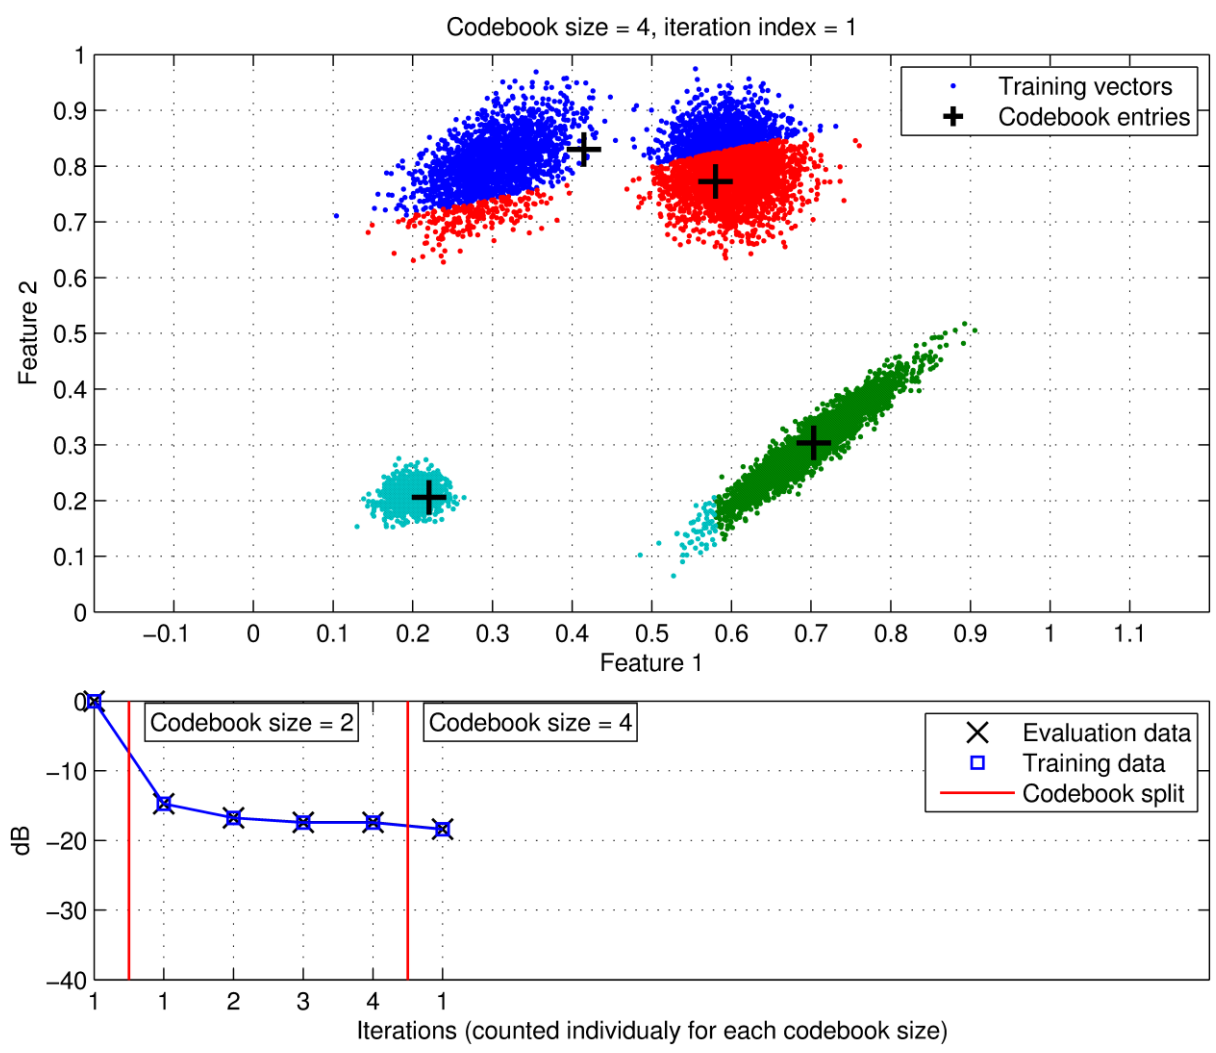 Codebook size = 4, iteration index = 1
1
0.9
0.8
0.7
0.6
0.5
0.4
0.3
0.2
0.1
0
Feature 2
Training vectors
Codebook entries
−0.1 0 0.1 0.2 0.3 0.4 0.5 0.6 0.7 0.8 0.9 1 1.1
Feature 1
0
−10
−20
−30
−40
dB
Codebook size = 2
Codebook size = 4
Evaluation data
Training data
Codebook split
1 1 2 3 4 1
Iterations (counted individualy for each codebook size)